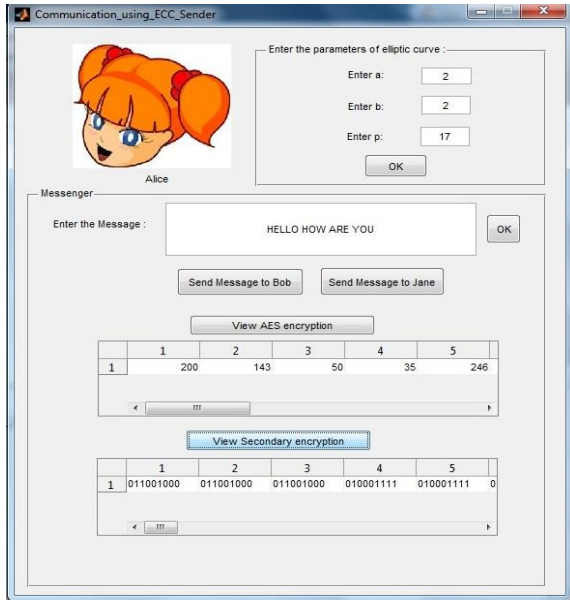 Communication_using_ECC_Sender
Enter the parameters of elliptic curve :
Enter a: 2
Enter b: 2
Enter p: 17
OK
Alice
Messenger
Enter the Message : HELLO HOW ARE YOU OK
Send Message to Bob Send Message to Jane
View AES encryption
1 2 3 4 5
1 200 143 50 35 246
View Secondary encryption
1 2 3 4 5
1 011001000 011001000 011001000 010001111 010001111 0